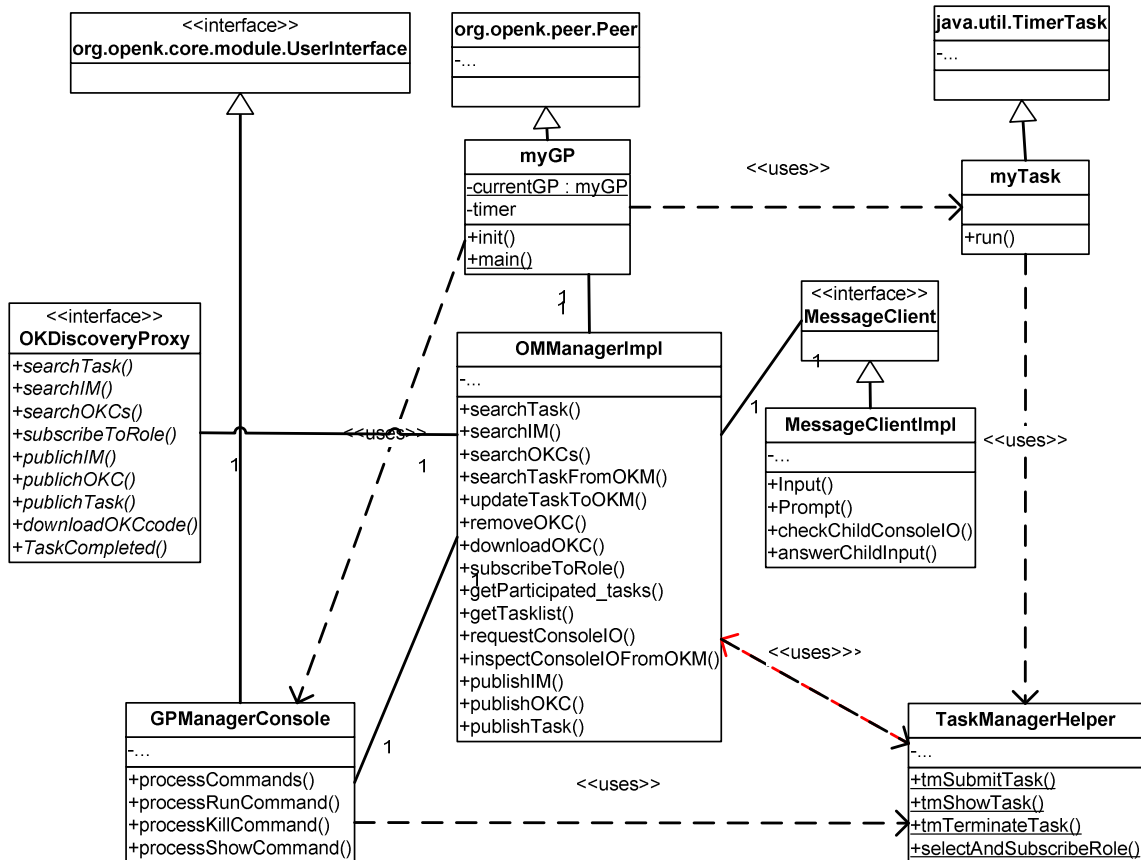 <<interface>>
org.openk.core.module.UserInterface
org.openk.peer.Peer
-...
java.util.TimerTask
-...
myGP
-currentGP : myGP
-timer
+init()
+main()
<<uses>>
myTask
+run()
<<interface>>
OKDiscoveryProxy
+searchTask()
+searchIM()
+searchOKCs()
+subscribeToRole()
+publichIM()
+publichOKC()
+publichTask()
+downloadOKCcode()
+TaskCompleted()
1
1
<<uses>>
1
1
OMManagerImpl
-...
+searchTask()
+searchIM()
+searchOKCs()
+searchTaskFromOKM()
+updateTaskToOKM()
+removeOKC()
+downloadOKC()
+subscribeToRole()
+getParticipated_tasks()
+getTasklist()
+requestConsoleIO()
+inspectConsoleIOFromOKM()
+publishIM()
+publishOKC()
+publishTask()
1
1
<<interface>>
MessageClient
1
1
MessageClientImpl
-...
+Input()
+Prompt()
+checkChildConsoleIO()
+answerChildInput()
<<uses>>
<<uses>>>
GPManagerConsole
-...
+processCommands()
+processRunCommand()
+processKillCommand()
+processShowCommand()
<<uses>>
TaskManagerHelper
-...
+tmSubmitTask()
+tmShowTask()
+tmTerminateTask()
+selectAndSubscribeRole()